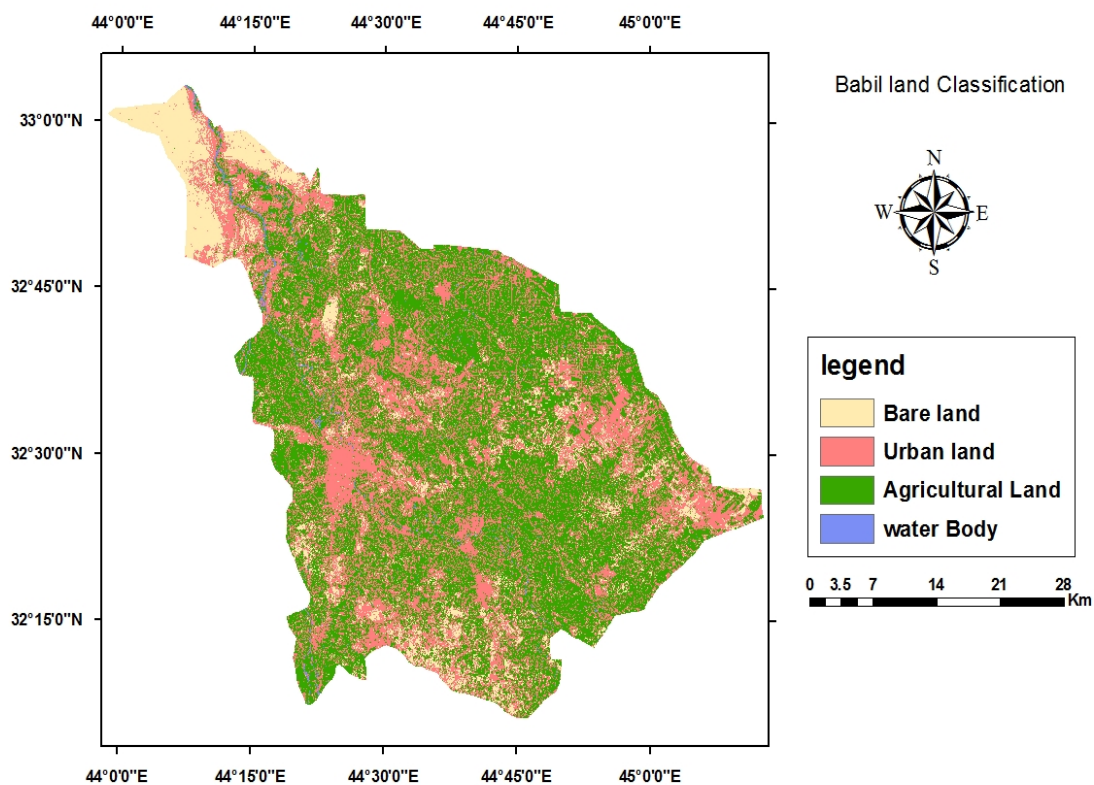 44°0'0"E 44°15'0"E 44°30'0"E 44°45'0"E 45°0'0"E
Babil land Classification
33°0'0"N
N
W E
S
32°45'0"N
legend
Bare land
Urban land
Agricultural Land
water Body
32°30'0"N
0 3.5 7 14 21 28
Km
32°15'0"N
44°0'0"E 44°15'0"E 44°30'0"E 44°45'0"E 45°0'0"E